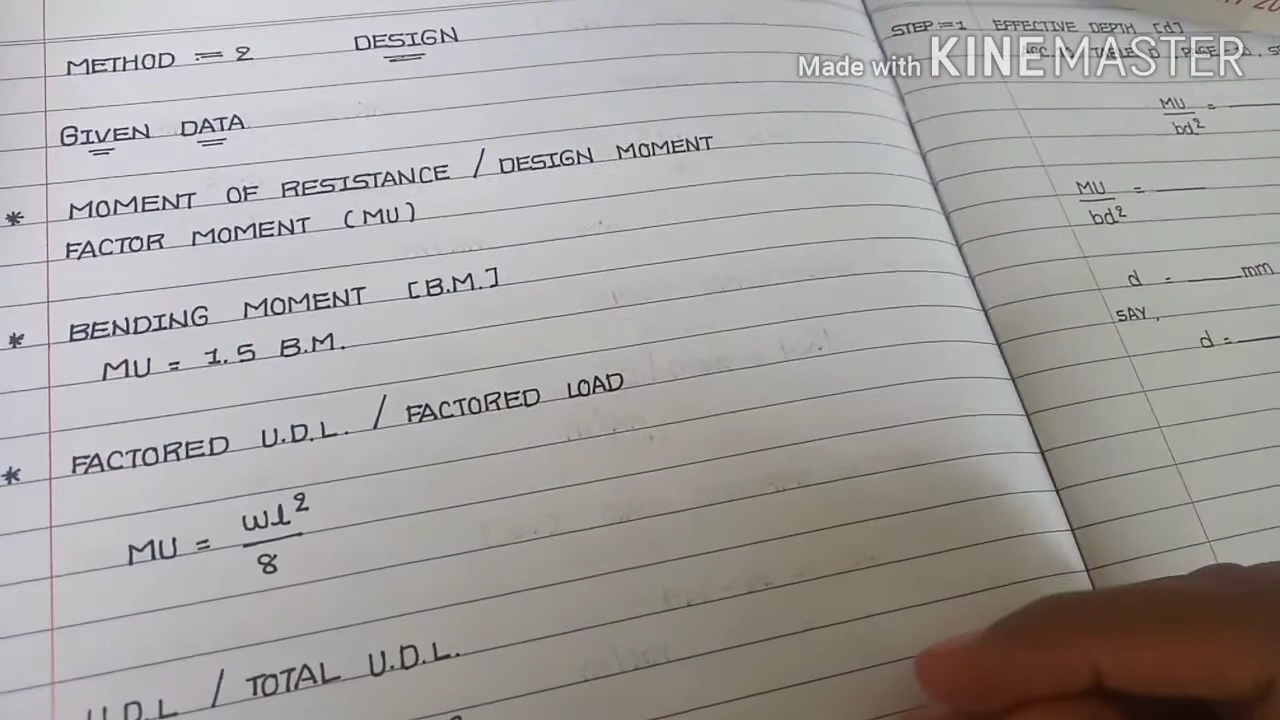 METHOD := 2 DESIGN
GIVEN DATA
* MOMENT OF RESISTANCE / DESIGN MOMENT
FACTOR MOMENT (MU)
* BENDING MOMENT [B.M.]
MU = 1.5 B.M.
* FACTORED U.D.L. / FACTORED LOAD
MU = wl²
8
U.D.L / TOTAL U.D.L.
STEP := 1 EFFECTIVE DEPTH [d]
Made with KINEMASTER
MU =
bd²
MU =
bd²
d = mm
SAY,
d =